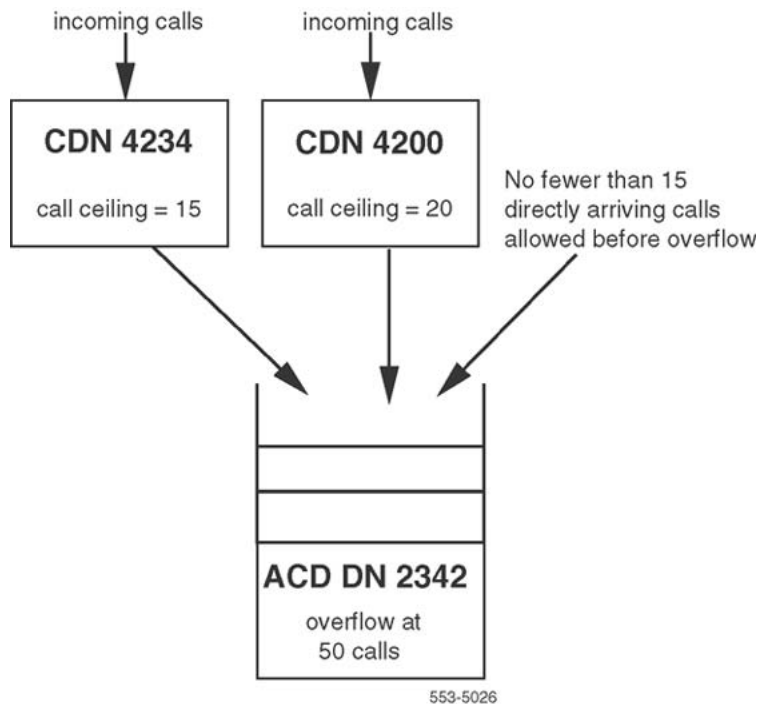 incoming calls
incoming calls
CDN 4234
call ceiling = 15
CDN 4200
call ceiling = 20
No fewer than 15
directly arriving calls
allowed before overflow
ACD DN 2342
overflow at
50 calls
553-5026